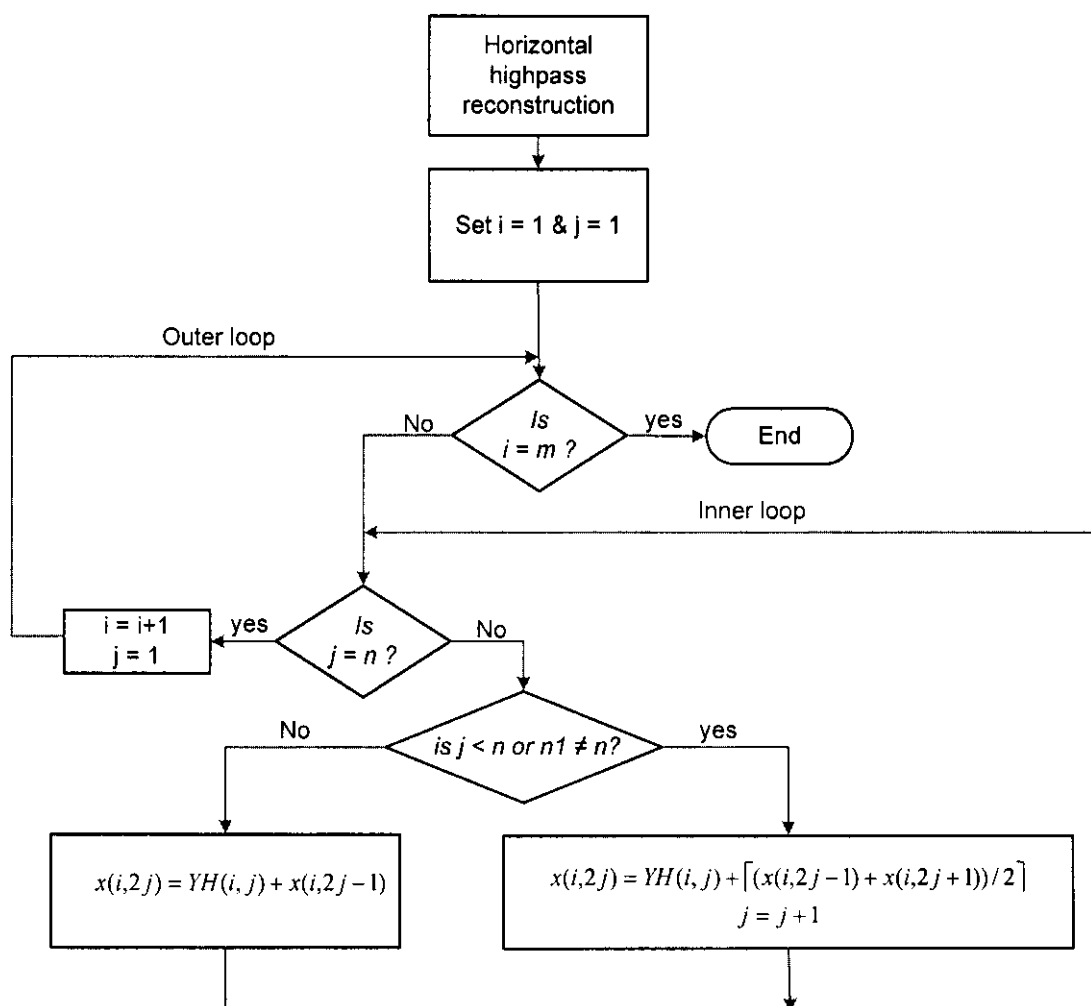 Horizontal
highpass
reconstruction
Set i = 1 & j = 1
Outer loop
Is
i = m ?
No
yes
End
Inner loop
i = i+1
j = 1
yes
Is
j = n ?
No
is j < n or n1 ≠ n?
No
yes
x(i,2j) = YH(i, j) + x(i,2j−1)
x(i,2j) = YH(i, j) + ⌈(x(i,2j−1) + x(i,2j+1))/2⌉
j = j+1